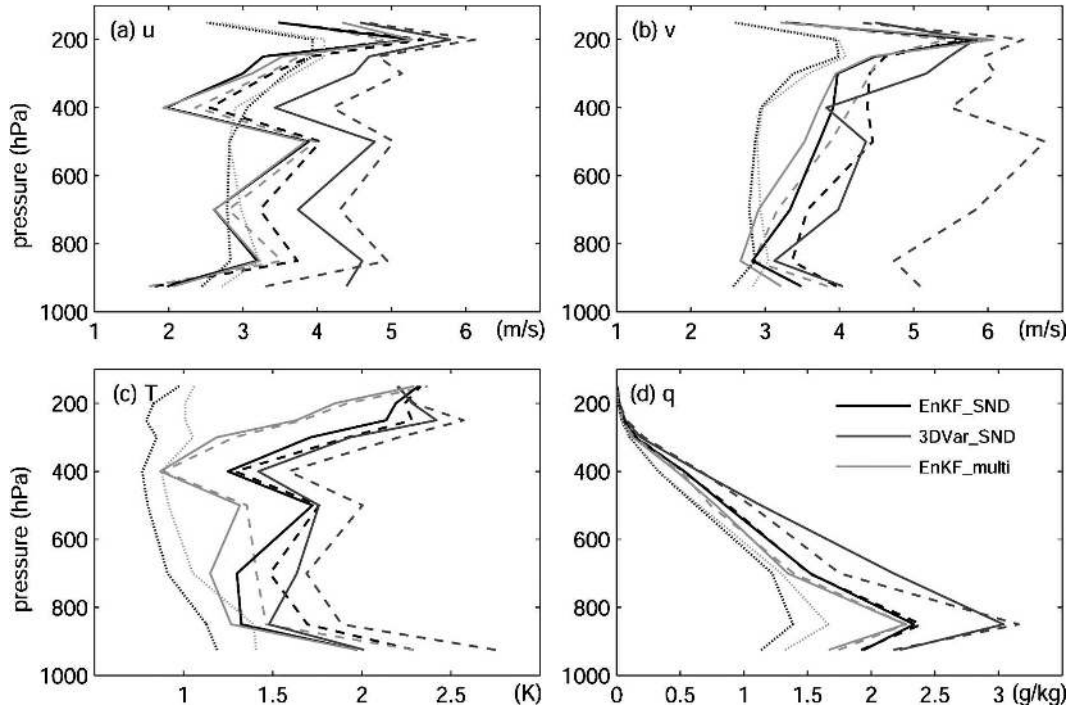 (a) u
200
400
600
800
1000
pressure (hPa)
1 2 3 4 5 6 (m/s)
(b) v
200
400
600
800
1000
1 2 3 4 5 6 (m/s)
(c) T
200
400
600
800
1000
pressure (hPa)
1 1.5 2 2.5 (K)
(d) q
EnKF_SND
3DVar_SND
EnKF_multi
200
400
600
800
1000
0 0.5 1 1.5 2 2.5 3 (g/kg)